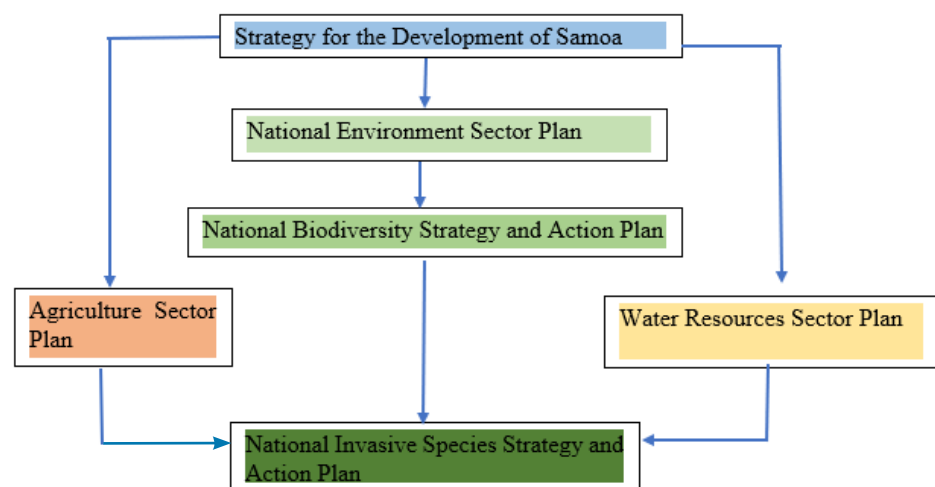 Strategy for the Development of Samoa
National Environment Sector Plan
National Biodiversity Strategy and Action Plan
Agriculture Sector
Plan
Water Resources Sector Plan
National Invasive Species Strategy and
Action Plan